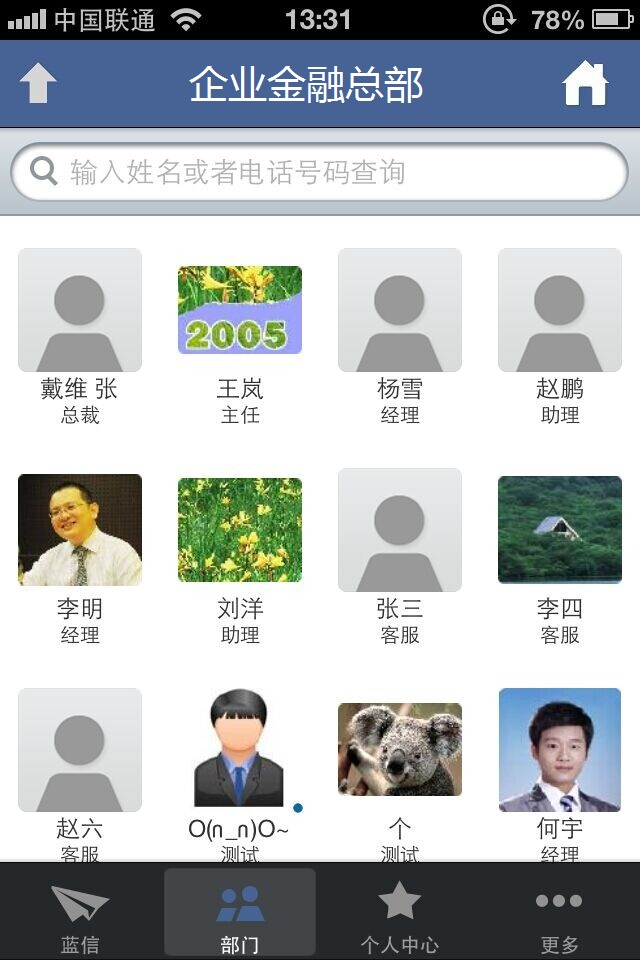 中国联通 13:31 78%
企业金融总部
输入姓名或者电话号码查询
2005
戴维 张 王岚 杨雪 赵鹏
总裁 主任 经理 助理
李明 刘洋 张三 李四
经理 助理 客服 客服
赵六 O(n_n)O~ 个 何宇
客服 测试 测试 经理
蓝信 部门 个人中心 更多